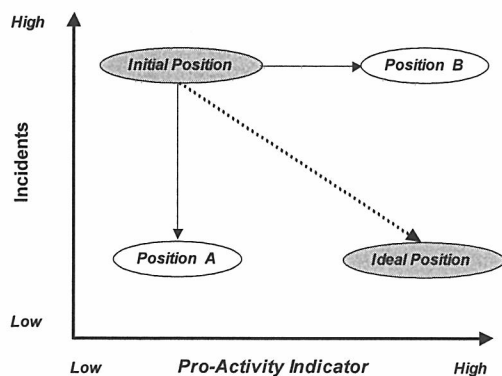 High
Initial Position
Position B
Incidents
Position A
Ideal Position
Low
Low
Pro-Activity Indicator
High